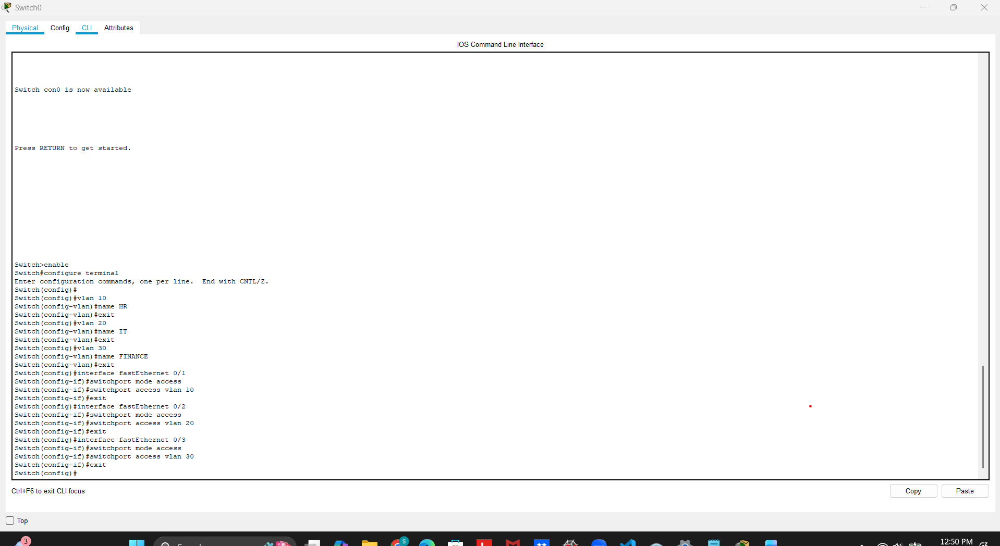 Switch0
Physical Config CLI Attributes
IOS Command Line Interface
Switch con0 is now available
Press RETURN to get started.
Switch>enable
Switch#configure terminal
Enter configuration commands, one per line.  End with CNTL/Z.
Switch(config)#
Switch(config)#vlan 10
Switch(config-vlan)#name HR
Switch(config-vlan)#exit
Switch(config)#vlan 20
Switch(config-vlan)#name IT
Switch(config-vlan)#exit
Switch(config)#vlan 30
Switch(config-vlan)#name FINANCE
Switch(config-vlan)#exit
Switch(config)#interface fastEthernet 0/1
Switch(config-if)#switchport mode access
Switch(config-if)#switchport access vlan 10
Switch(config-if)#exit
Switch(config)#interface fastEthernet 0/2
Switch(config-if)#switchport mode access
Switch(config-if)#switchport access vlan 20
Switch(config-if)#exit
Switch(config)#interface fastEthernet 0/3
Switch(config-if)#switchport mode access
Switch(config-if)#switchport access vlan 30
Switch(config-if)#exit
Switch(config)#
Ctrl+F6 to exit CLI focus
Copy Paste
Top
3
S
12:50 PM